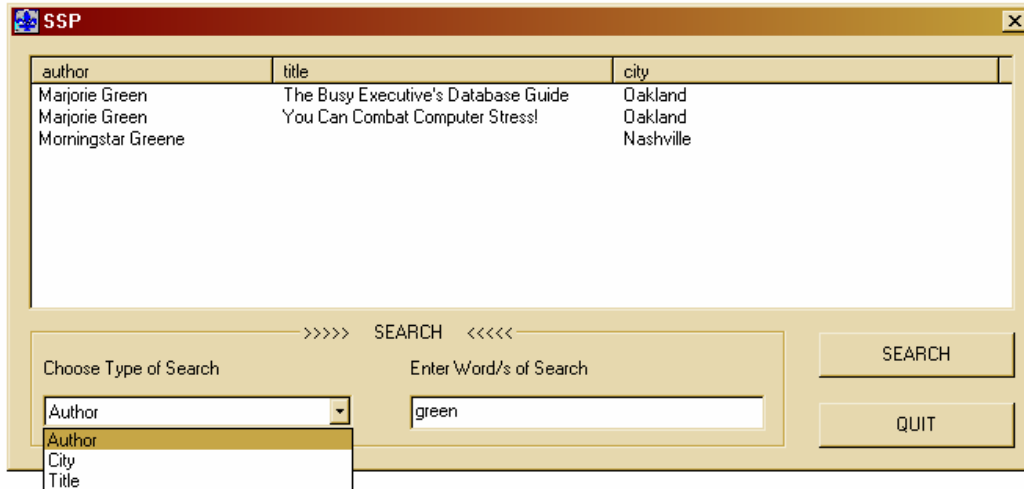 SSP
author title city
Marjorie Green The Busy Executive's Database Guide Oakland
Marjorie Green You Can Combat Computer Stress! Oakland
Morningstar Greene Nashville
>>>>> SEARCH <<<<<
Choose Type of Search Enter Word/s of Search
Author green
Author
City
Title
SEARCH
QUIT